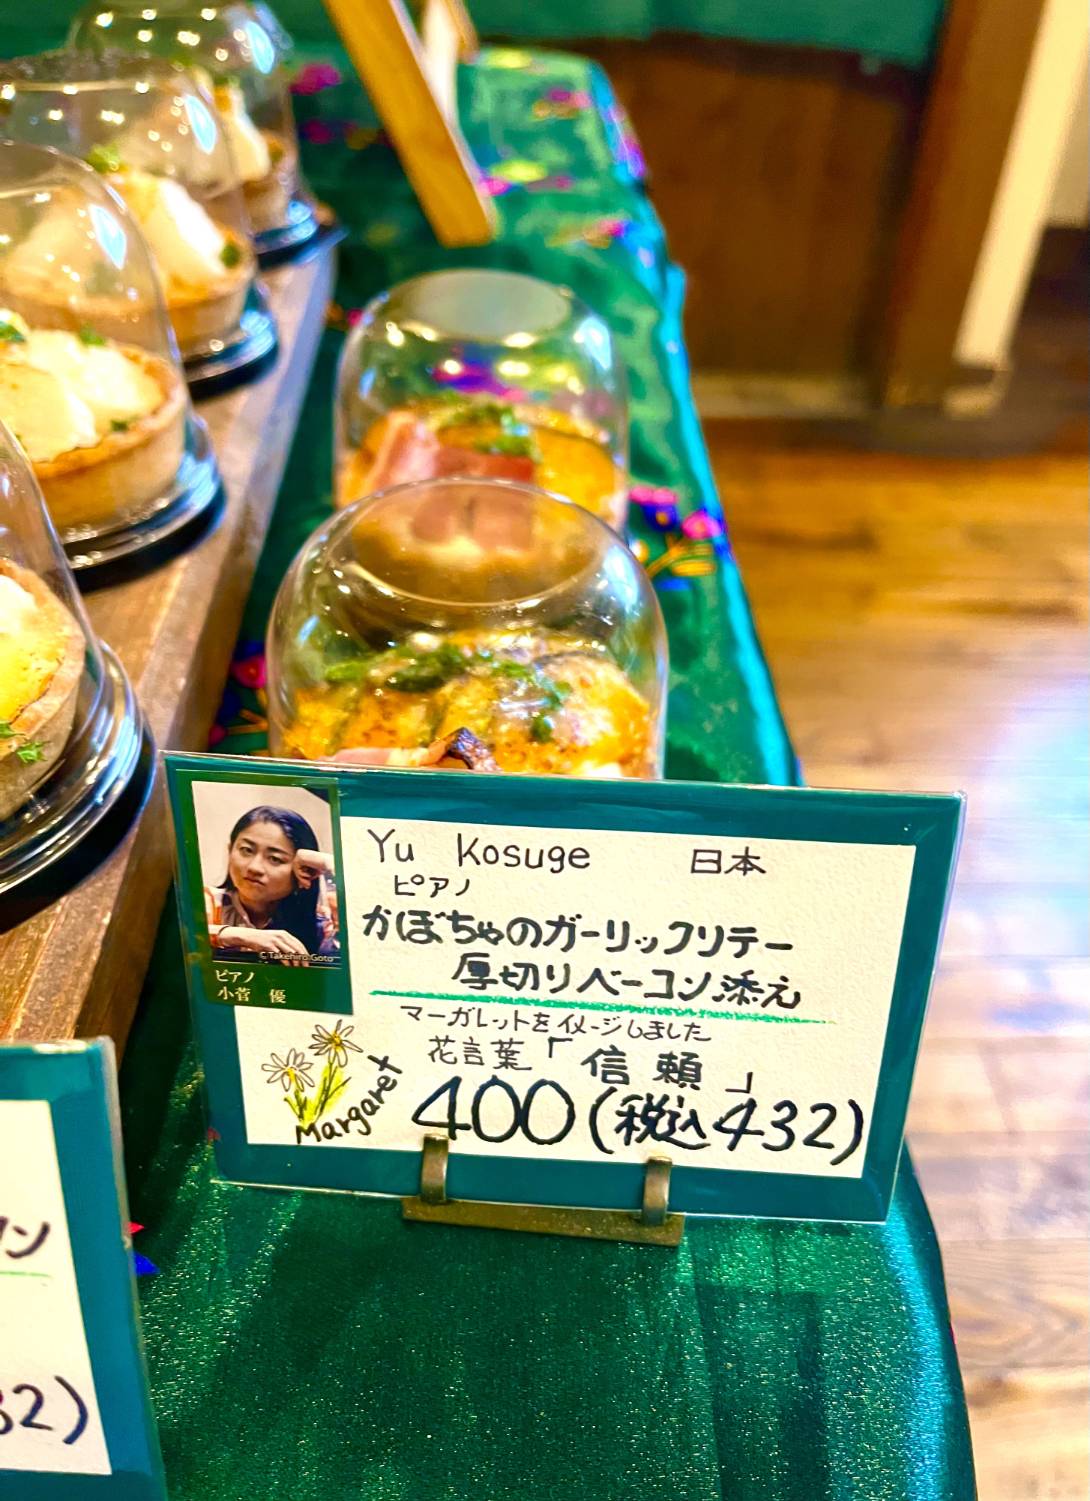 Yu Kosuge 日本
ピアノ
かぼちゃのガーリックソテー
厚切りベーコン添え
マーガレットをイメージしました
花言葉「信頼」
400(税込432)
Margaret
© Takehiro Goto
ピアノ
小菅 優
ン
32)